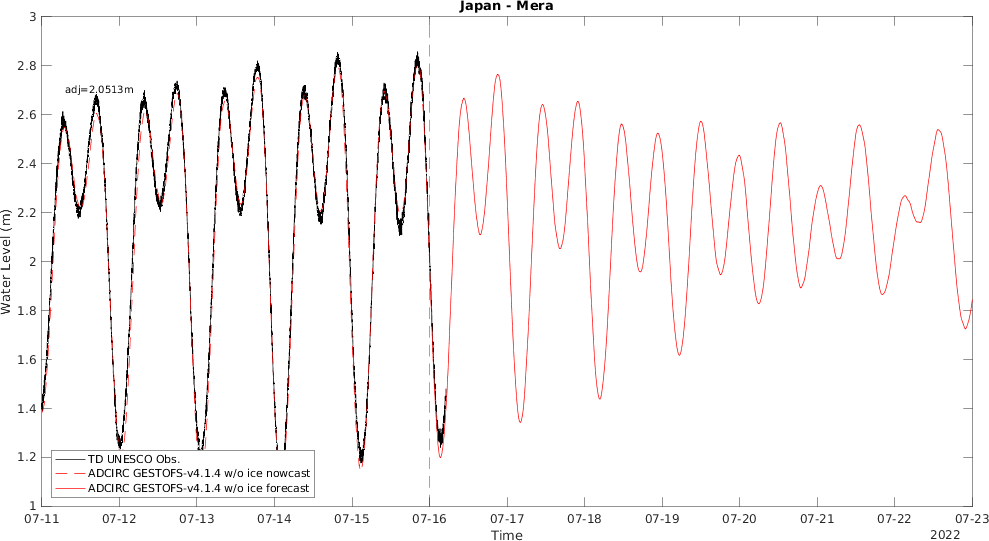 Japan - Mera
adj=2.0513m
Water Level (m)
3
2.8
2.6
2.4
2.2
2
1.8
1.6
1.4
1.2
1
TD UNESCO Obs.
ADCIRC GESTOFS-v4.1.4 w/o ice nowcast
ADCIRC GESTOFS-v4.1.4 w/o ice forecast
07-11 07-12 07-13 07-14 07-15 07-16 07-17 07-18 07-19 07-20 07-21 07-22 07-23
Time
2022